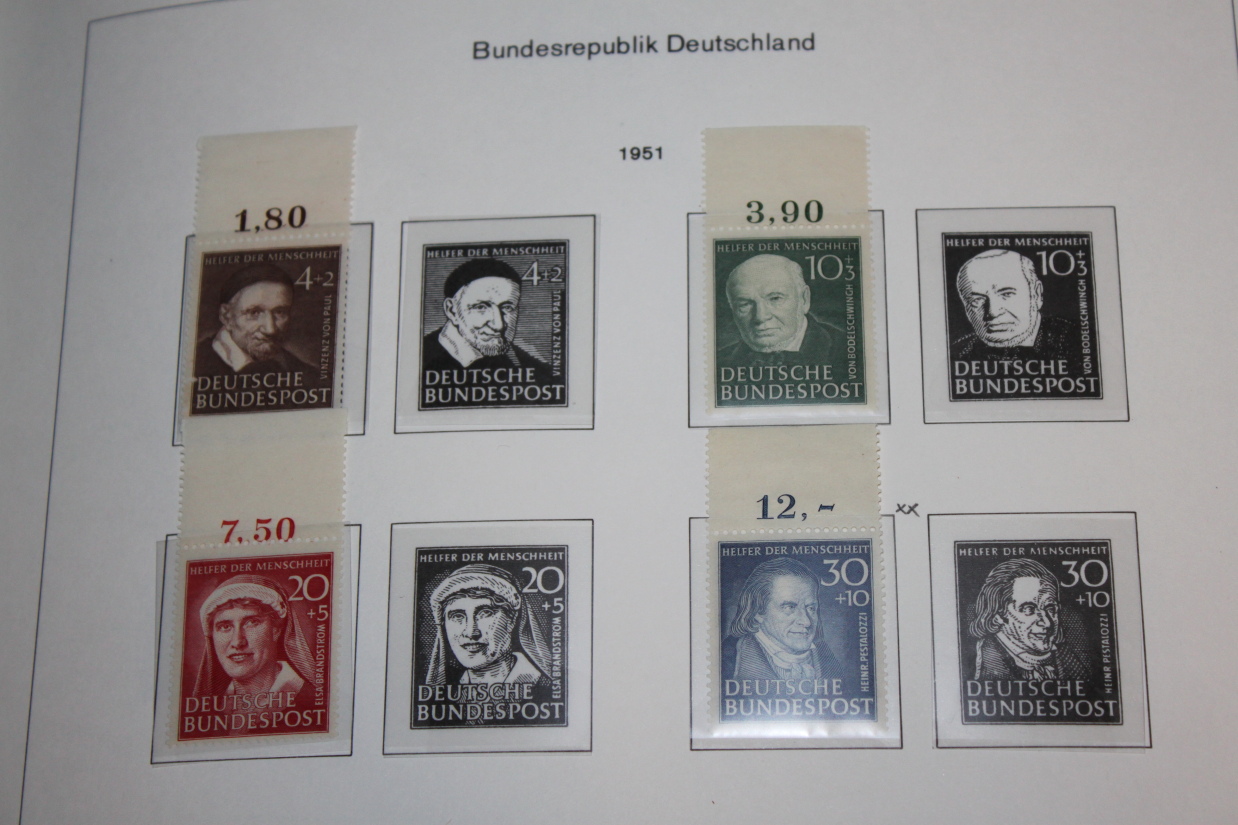 Bundesrepublik Deutschland
1951
1,80
HELFER DER MENSCHHEIT
4+2
VINZENZ VON PAUL
DEUTSCHE
BUNDESPOST
HELFER DER MENSCHHEIT
4+2
VINZENZ VON PAUL
DEUTSCHE
BUNDESPOST
3,90
HELFER DER MENSCHHEIT
10+3
VON BODELSCHWINGH
DEUTSCHE
BUNDESPOST
HELFER DER MENSCHHEIT
10+3
VON BODELSCHWINGH
DEUTSCHE
BUNDESPOST
7,50
HELFER DER MENSCHHEIT
20
+5
ELSA BRANDSTROM
DEUTSCHE
BUNDESPOST
HELFER DER MENSCHHEIT
20
+5
ELSA BRANDSTROM
DEUTSCHE
BUNDESPOST
12,-
xx
HELFER DER MENSCHHEIT
30
+10
HEINR. PESTALOZZI
DEUTSCHE
BUNDESPOST
HELFER DER MENSCHHEIT
30
+10
HEINR. PESTALOZZI
DEUTSCHE
BUNDESPOST